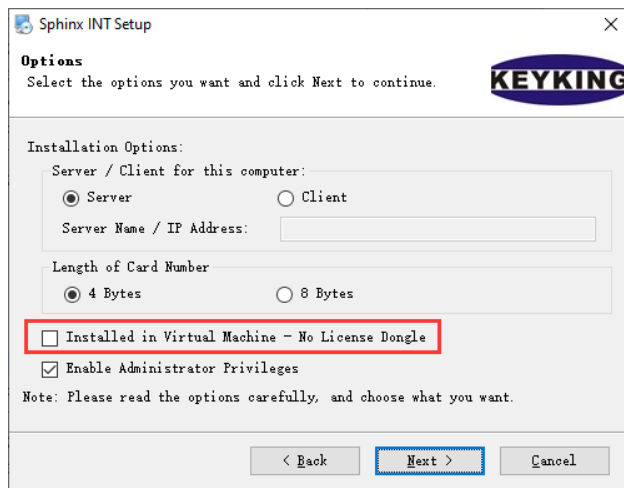 Sphinx INT Setup
Options
Select the options you want and click Next to continue.
KEYKING
Installation Options:
Server / Client for this computer:
Server Client
Server Name / IP Address:
Length of Card Number
4 Bytes 8 Bytes
Installed in Virtual Machine - No License Dongle
Enable Administrator Privileges
Note: Please read the options carefully, and choose what you want.
< Back Next > Cancel